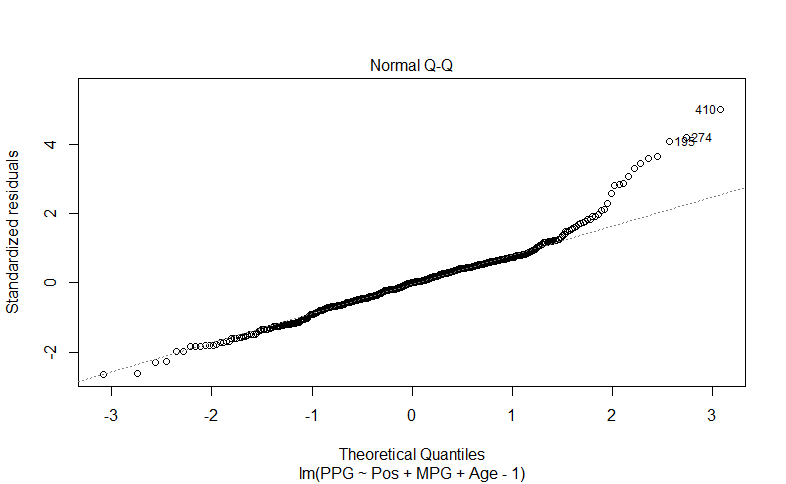 Normal Q-Q
Standardized residuals
4
2
0
-2
410
195
274
-3 -2 -1 0 1 2 3
Theoretical Quantiles
lm(PPG ~ Pos + MPG + Age - 1)